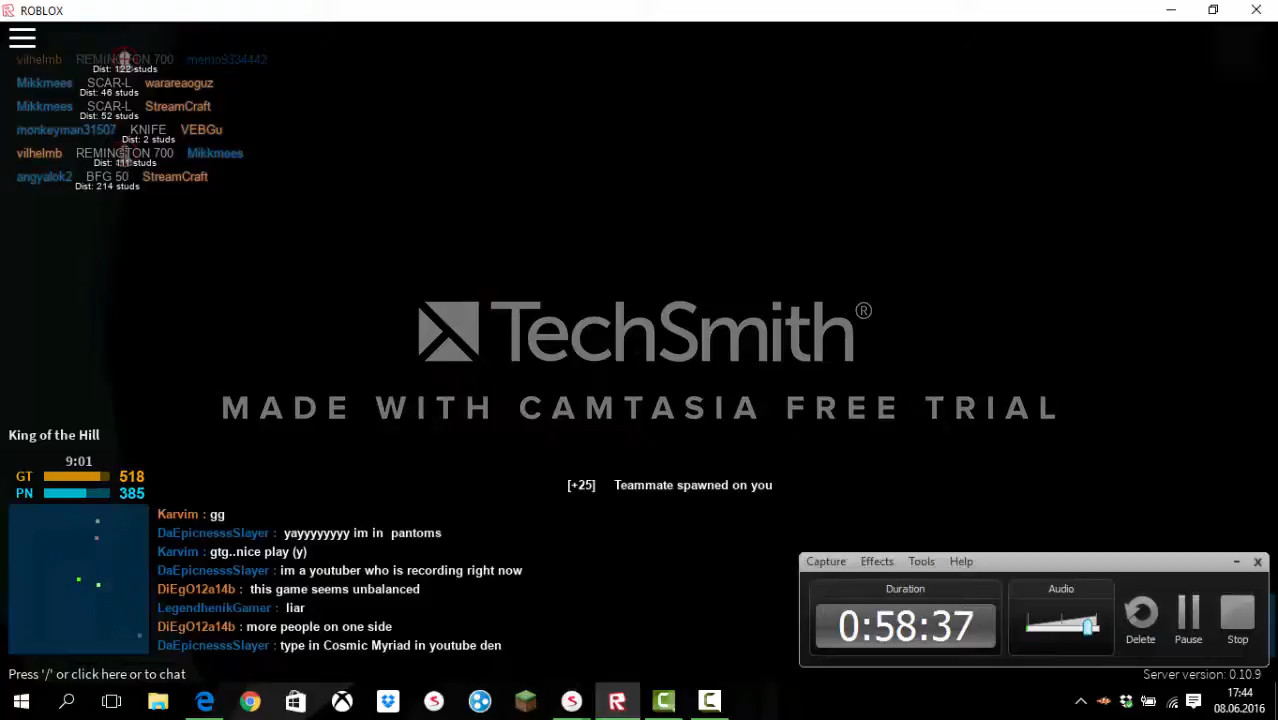 ROBLOX
vilhelmb REMINGTON 700 memo9334442
Dist: 122 studs
Mikkmees SCAR-L warareaoguz
Dist: 46 studs
Mikkmees SCAR-L StreamCraft
Dist: 52 studs
monkeyman31507 KNIFE VEBGu
Dist: 2 studs
vilhelmb REMINGTON 700 Mikkmees
Dist: 111 studs
angyalok2 BFG 50 StreamCraft
Dist: 214 studs
TechSmith®
MADE WITH CAMTASIA FREE TRIAL
King of the Hill
9:01
GT 518
PN 385
[+25] Teammate spawned on you
Karvim : gg
DaEpicnesssSlayer : yayyyyyyyy im in pantoms
Karvim : gtg..nice play (y)
DaEpicnesssSlayer : im a youtuber who is recording right now
DiEgO12a14b : this game seems unbalanced
LegendhenikGamer : liar
DiEgO12a14b : more people on one side
DaEpicnesssSlayer : type in Cosmic Myriad in youtube den
Press '/' or click here to chat
Capture Effects Tools Help
Duration
0:58:37
Audio
Delete
Pause
Stop
Server version: 0.10.9
17:44
08.06.2016